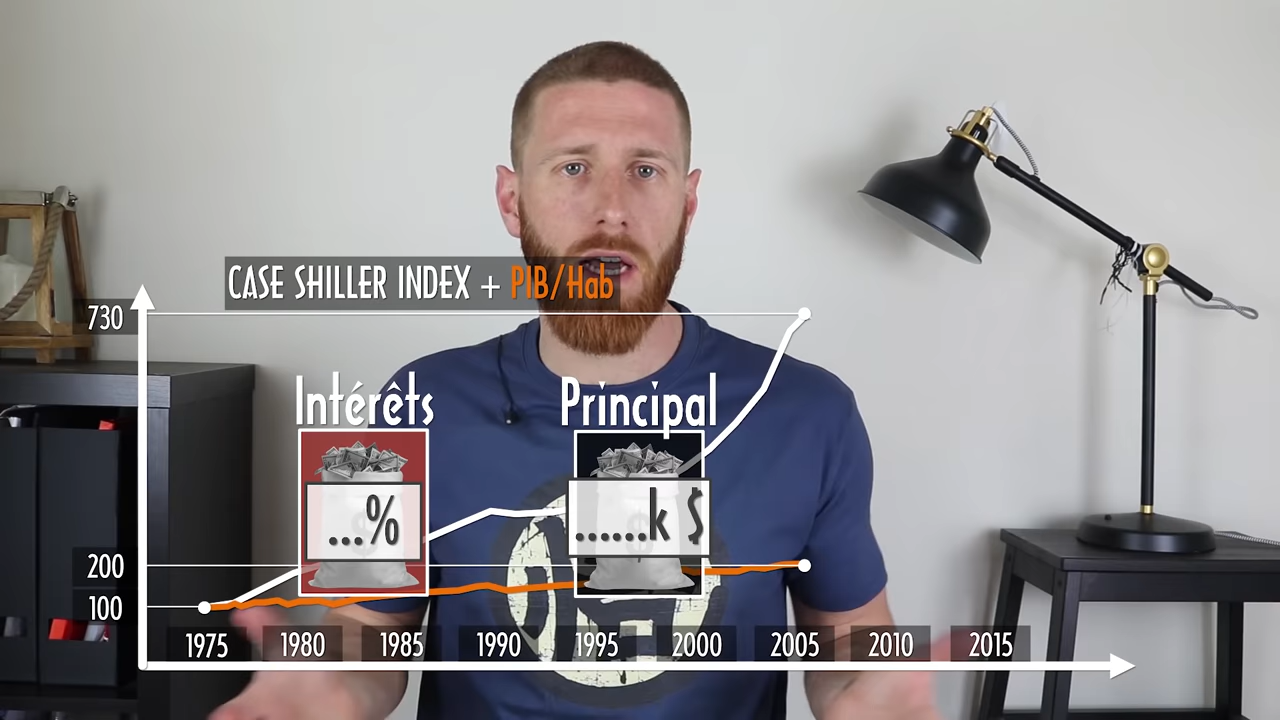 CASE SHILLER INDEX + PIB/Hab
730
Intérêts
Principal
...%
......k $
200
100
1975 1980 1985 1990 1995 2000 2005 2010 2015